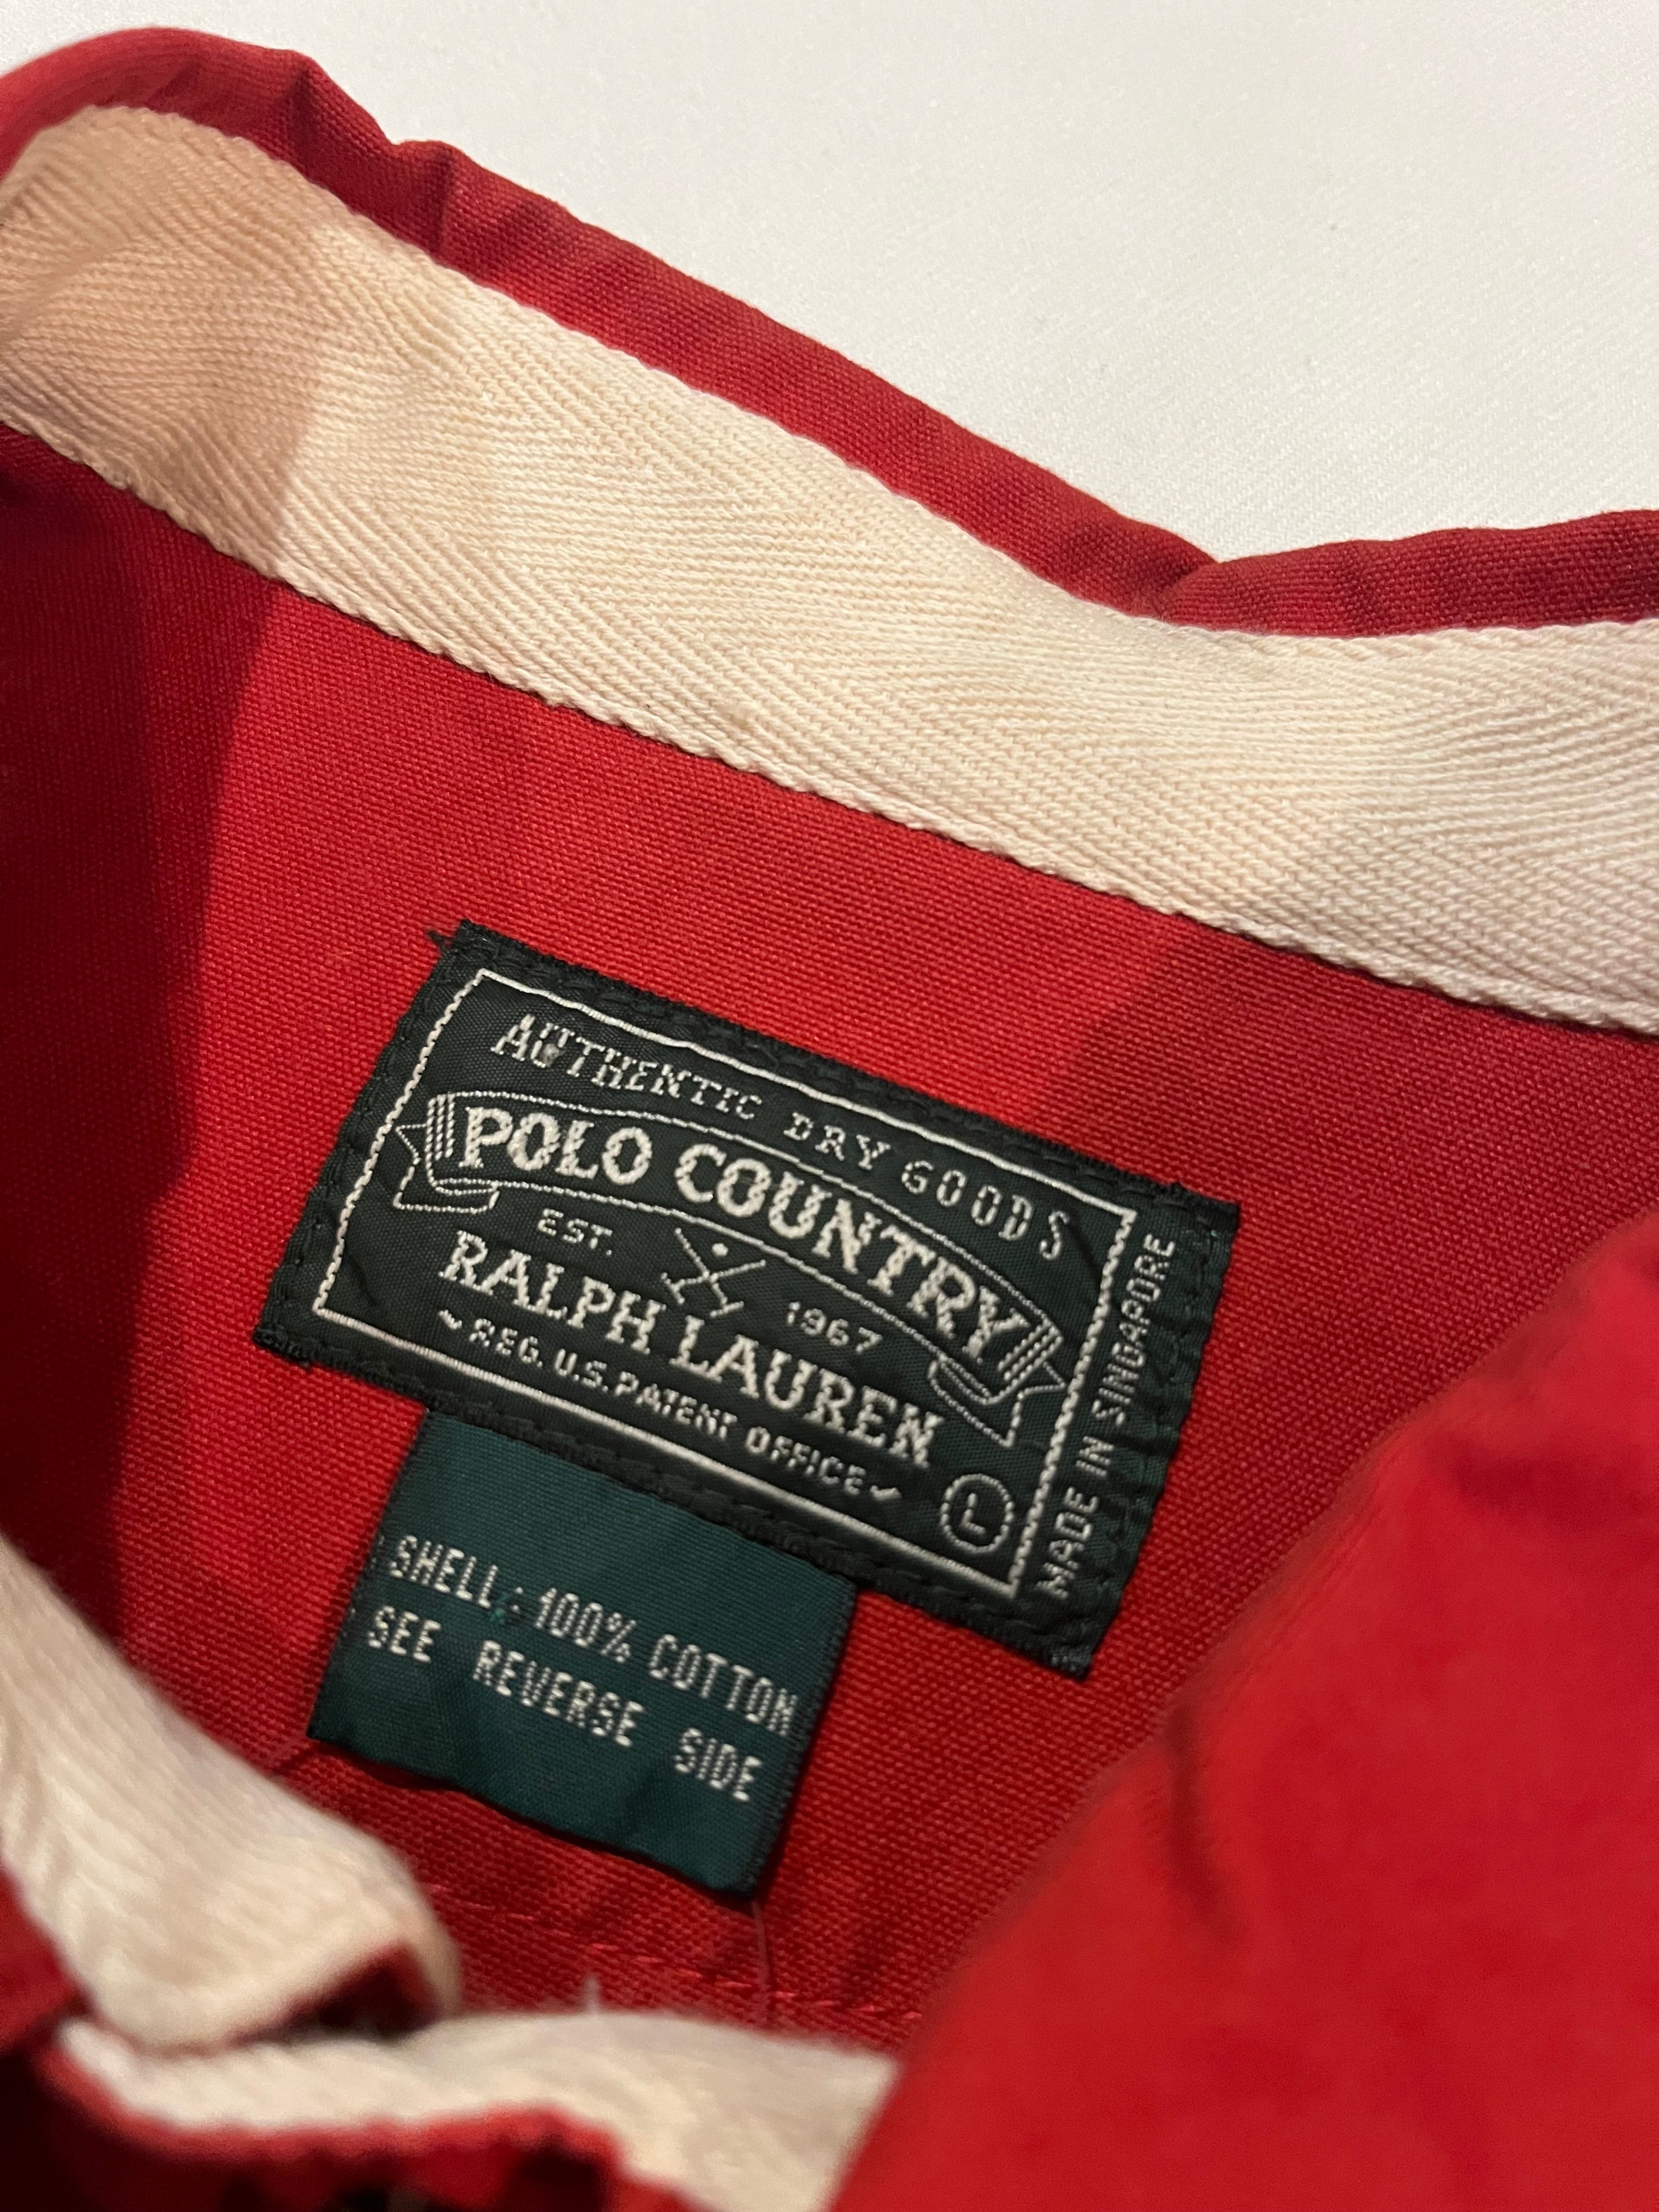 AUTHENTIC DRY GOODS
POLO COUNTRY
EST. 1967
RALPH LAUREN
REG. U.S. PATENT OFFICE
L
MADE IN SINGAPORE
SHELL: 100% COTTON
SEE REVERSE SIDE